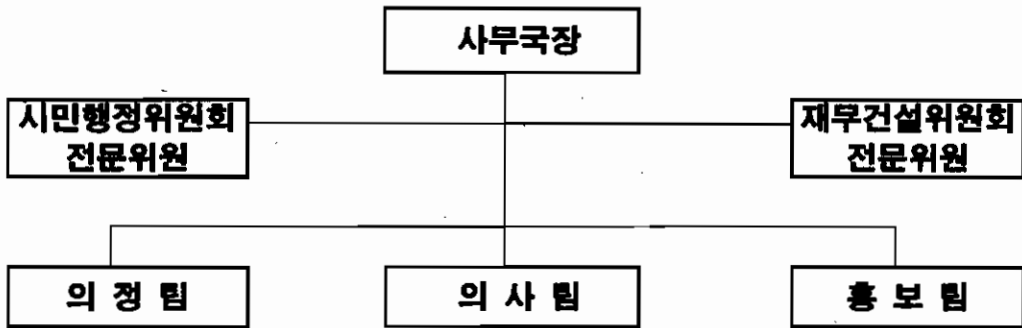 사무국장
시민행정위원회
전문위원
재무건설위원회
전문위원
의 정 팀
의 사 팀
홍 보 팀